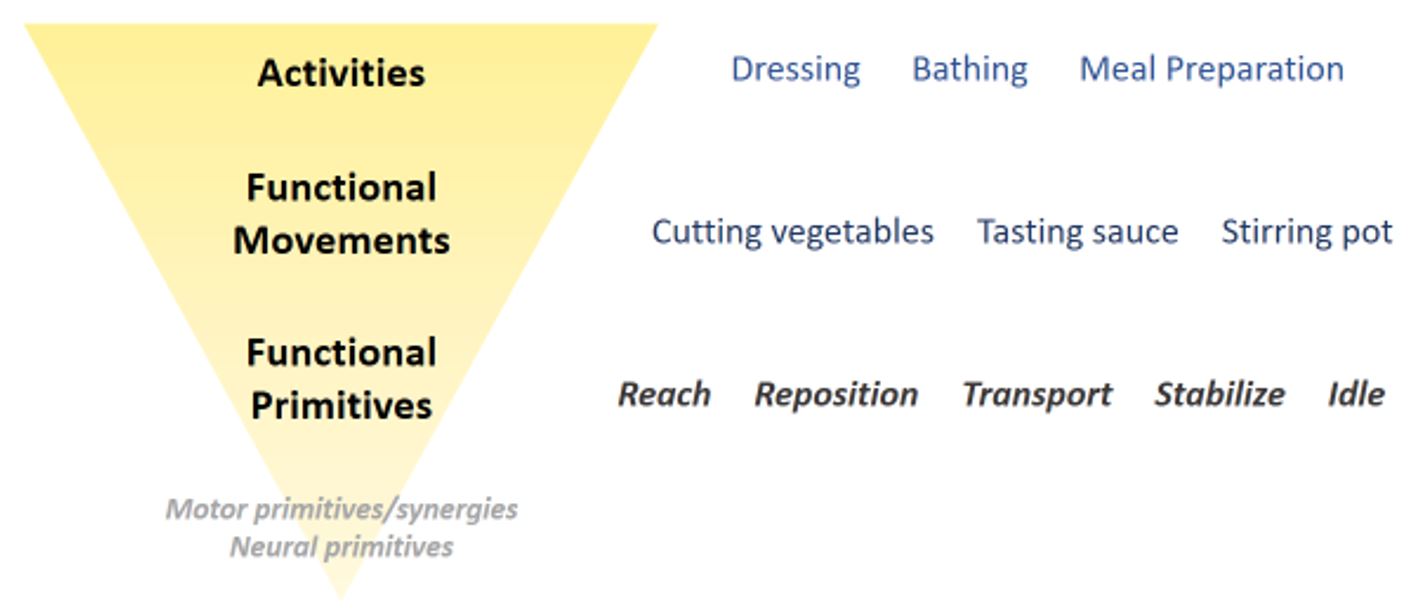 Activities
Dressing Bathing Meal Preparation
Functional
Movements
Cutting vegetables Tasting sauce Stirring pot
Functional
Primitives
Reach Reposition Transport Stabilize Idle
Motor primitives/synergies
Neural primitives